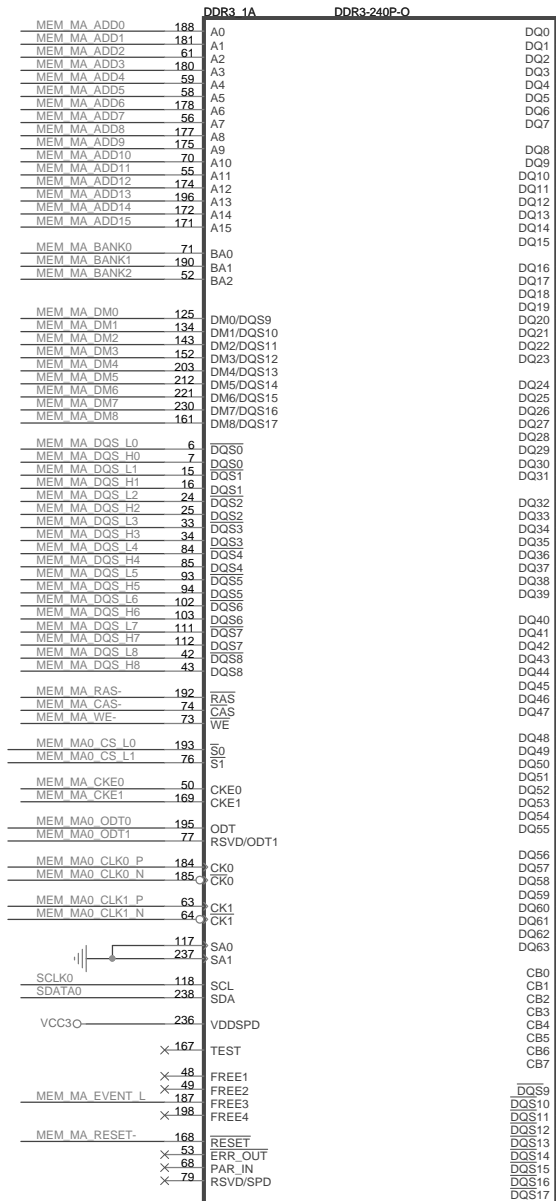 DDR3_1A DDR3-240P-O
MEM_MA_ADD0 188 A0 DQ0
MEM_MA_ADD1 181 A1 DQ1
MEM_MA_ADD2 61 A2 DQ2
MEM_MA_ADD3 180 A3 DQ3
MEM_MA_ADD4 59 A4 DQ4
MEM_MA_ADD5 58 A5 DQ5
MEM_MA_ADD6 178 A6 DQ6
MEM_MA_ADD7 56 A7 DQ7
MEM_MA_ADD8 177 A8
MEM_MA_ADD9 175 A9 DQ8
MEM_MA_ADD10 70 A10 DQ9
MEM_MA_ADD11 55 A11 DQ10
MEM_MA_ADD12 174 A12 DQ11
MEM_MA_ADD13 196 A13 DQ12
MEM_MA_ADD14 172 A14 DQ13
MEM_MA_ADD15 171 A15 DQ14
DQ15
MEM_MA_BANK0 71 BA0
MEM_MA_BANK1 190 BA1 DQ16
MEM_MA_BANK2 52 BA2 DQ17
DQ18
DQ19
MEM_MA_DM0 125 DM0/DQS9 DQ20
MEM_MA_DM1 134 DM1/DQS10 DQ21
MEM_MA_DM2 143 DM2/DQS11 DQ22
MEM_MA_DM3 152 DM3/DQS12 DQ23
MEM_MA_DM4 203 DM4/DQS13
MEM_MA_DM5 212 DM5/DQS14 DQ24
MEM_MA_DM6 221 DM6/DQS15 DQ25
MEM_MA_DM7 230 DM7/DQS16 DQ26
MEM_MA_DM8 161 DM8/DQS17 DQ27
DQ28
MEM_MA_DQS_L0 6 DQS0 DQ29
MEM_MA_DQS_H0 7 DQS0 DQ30
MEM_MA_DQS_L1 15 DQS1 DQ31
MEM_MA_DQS_H1 16 DQS1
MEM_MA_DQS_L2 24 DQS2 DQ32
MEM_MA_DQS_H2 25 DQS2 DQ33
MEM_MA_DQS_L3 33 DQS3 DQ34
MEM_MA_DQS_H3 34 DQS3 DQ35
MEM_MA_DQS_L4 84 DQS4 DQ36
MEM_MA_DQS_H4 85 DQS4 DQ37
MEM_MA_DQS_L5 93 DQS5 DQ38
MEM_MA_DQS_H5 94 DQS5 DQ39
MEM_MA_DQS_L6 102 DQS6
MEM_MA_DQS_H6 103 DQS6 DQ40
MEM_MA_DQS_L7 111 DQS7 DQ41
MEM_MA_DQS_H7 112 DQS7 DQ42
MEM_MA_DQS_L8 42 DQS8 DQ43
MEM_MA_DQS_H8 43 DQS8 DQ44
DQ45
MEM_MA_RAS- 192 RAS DQ46
MEM_MA_CAS- 74 CAS DQ47
MEM_MA_WE- 73 WE
DQ48
MEM_MA0_CS_L0 193 S0 DQ49
MEM_MA0_CS_L1 76 S1 DQ50
DQ51
MEM_MA_CKE0 50 CKE0 DQ52
MEM_MA_CKE1 169 CKE1 DQ53
DQ54
MEM_MA0_ODT0 195 ODT DQ55
MEM_MA0_ODT1 77 RSVD/ODT1
DQ56
MEM_MA0_CLK0_P 184 CK0 DQ57
MEM_MA0_CLK0_N 185 CK0 DQ58
DQ59
MEM_MA0_CLK1_P 63 CK1 DQ60
MEM_MA0_CLK1_N 64 CK1 DQ61
DQ62
117 SA0 DQ63
237 SA1
CB0
SCLK0 118 SCL CB1
SDATA0 238 SDA CB2
CB3
VCC3 236 VDDSPD CB4
CB5
167 TEST CB6
CB7
48 FREE1
49 FREE2 DQS9
MEM_MA_EVENT_L 187 FREE3 DQS10
198 FREE4 DQS11
DQS12
MEM_MA_RESET- 168 RESET DQS13
53 ERR_OUT DQS14
68 PAR_IN DQS15
79 RSVD/SPD DQS16
DQS17